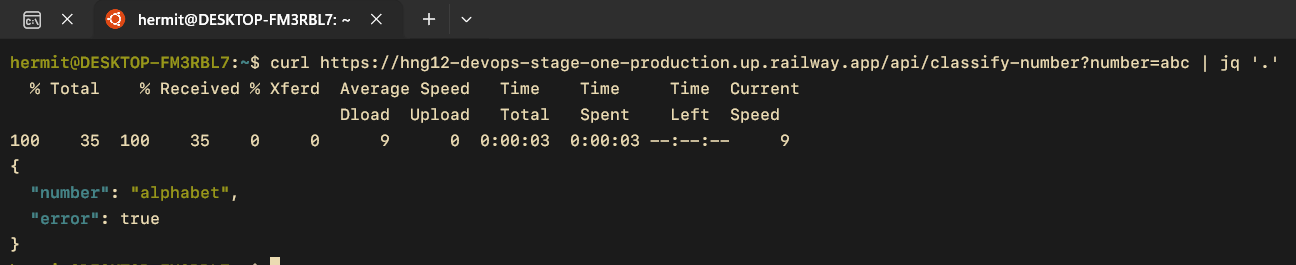 hermit@DESKTOP-FM3RBL7: ~
hermit@DESKTOP-FM3RBL7:~$ curl https://hng12-devops-stage-one-production.up.railway.app/api/classify-number?number=abc | jq '.'
% Total % Received % Xferd Average Speed Time Time Time Current
Dload Upload Total Spent Left Speed
100 35 100 35 0 0 9 0 0:00:03 0:00:03 --:--:-- 9
{
"number": "alphabet",
"error": true
}